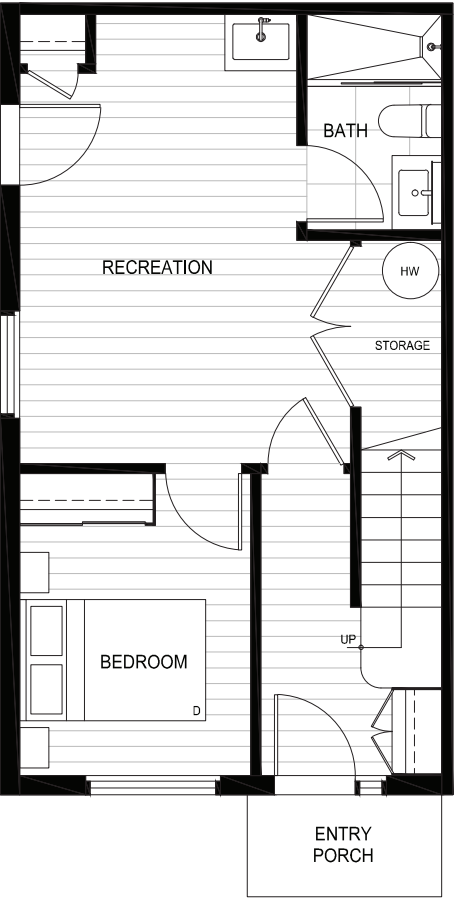 BATH
RECREATION
HW
STORAGE
UP
BEDROOM
D
ENTRY
PORCH